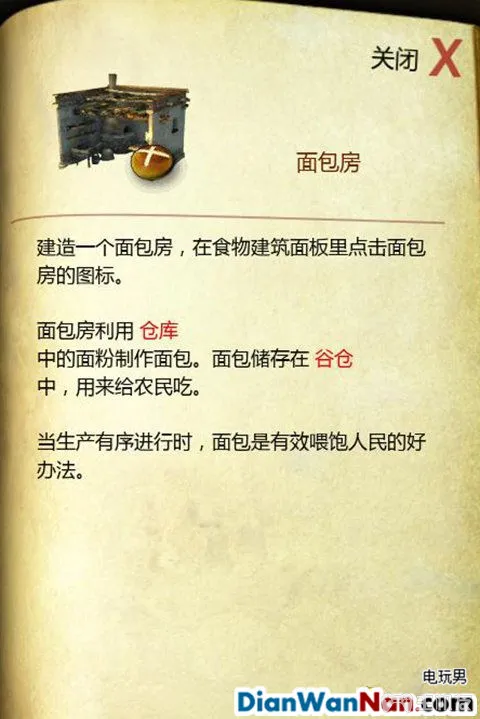 关闭 X
面包房
建造一个面包房，在食物建筑面板里点击面包
房的图标。
面包房利用 仓库
中的面粉制作面包。面包储存在 谷仓
中，用来给农民吃。
当生产有序进行时，面包是有效喂饱人民的好
办法。
电玩男
DianWanNan.com